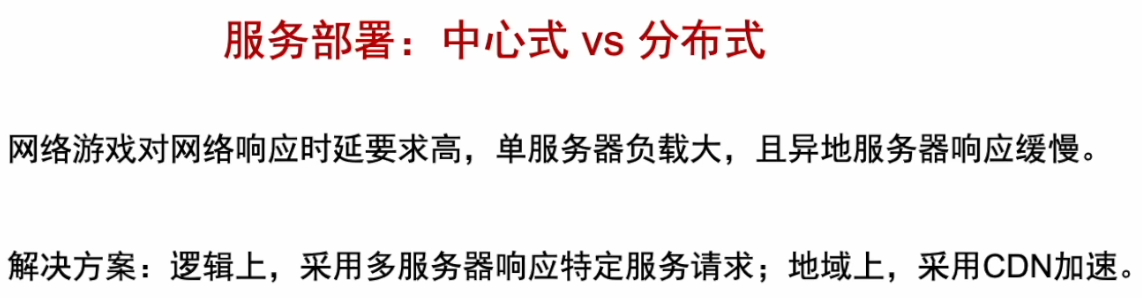 服务部署：中心式 vs 分布式
网络游戏对网络响应时延要求高，单服务器负载大，且异地服务器响应缓慢。
解决方案：逻辑上，采用多服务器响应特定服务请求；地域上，采用CDN加速。